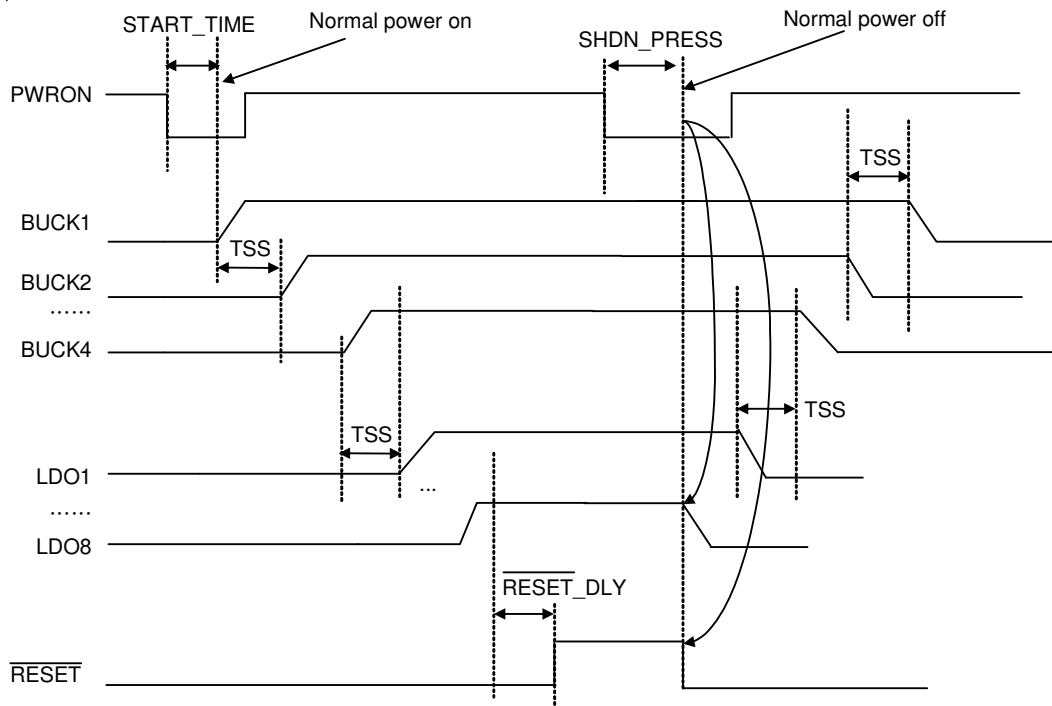 START_TIME
Normal power on
Normal power off
SHDN_PRESS
PWRON
TSS
BUCK1
TSS
BUCK2
......
BUCK4
TSS
TSS
LDO1
...
......
LDO8
RESET_DLY
RESET